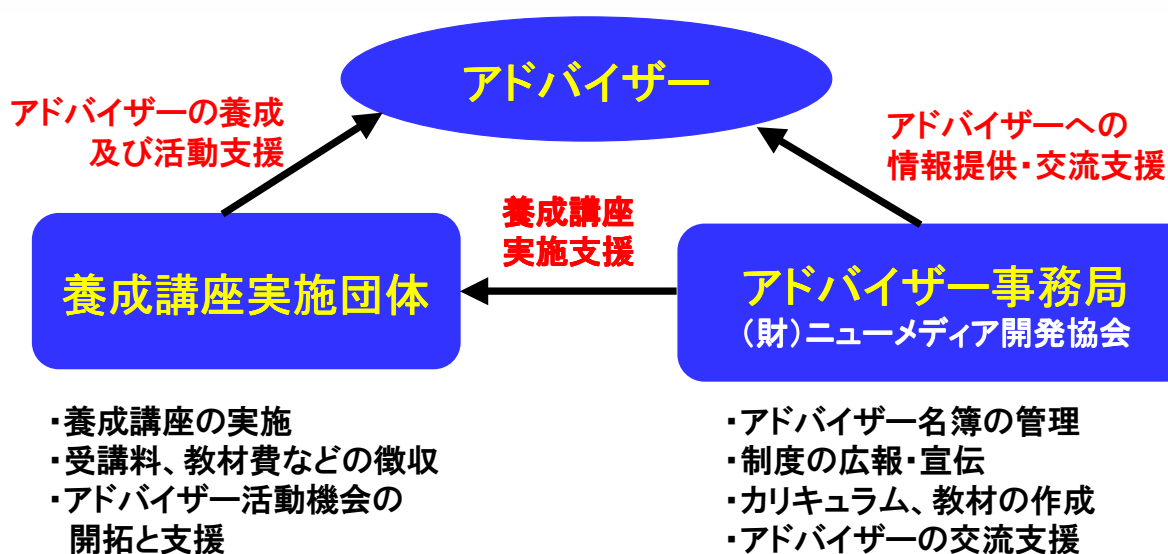 アドバイザー
アドバイザーの養成
及び活動支援
アドバイザーへの
情報提供・交流支援
養成講座
実施支援
養成講座実施団体
アドバイザー事務局
(財)ニューメディア開発協会
・養成講座の実施
・受講料、教材費などの徴収
・アドバイザー活動機会の
開拓と支援
・アドバイザー名簿の管理
・制度の広報・宣伝
・カリキュラム、教材の作成
・アドバイザーの交流支援